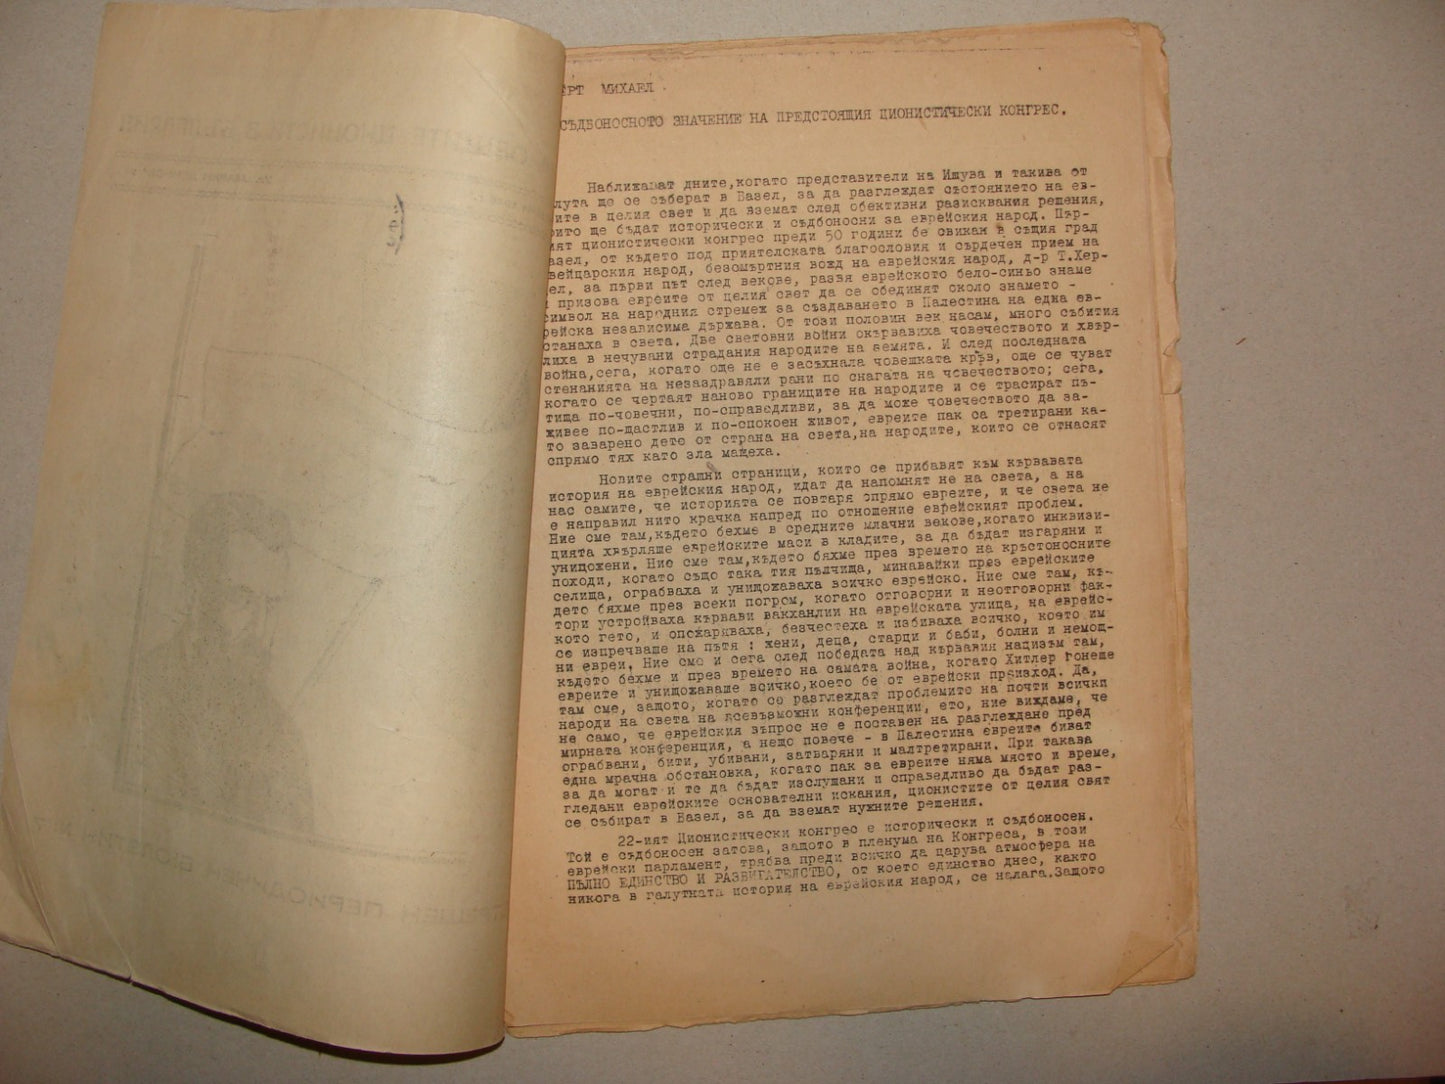 ЕРТ МИХАЕЛ.
СЪДБОНОСНОТО ЗНАЧЕНИЕ НА ПРЕДСТОЯЩИЯ ЦИОНИСТИЧЕСКИ КОНГРЕС.
Наближават дните,когато представители на Ишува и такива от
лута ще се съберат в Базел, за да разгледат състоянието на ев-
ите в целия свет и да вземат след обективни разисквания решения,
оито ще бъдат исторически и съдбоносни за еврейския народ. Пър-
ият ционистически конгрес преди 50 години бе свикан в същия град
азел, от където под приятелската благословия и сърдечен прием на
вейцарския народ, безсмъртния вожд на еврейския народ, д-р Т.Хер-
ел, за първи път след векове, развя еврейското бело-синьо знаме
и призова евреите от целия свет да се обединят около знамето -
символ на народния стремеж за създаването в Палестина на една ев-
рейска независима държава. От този половин век насам, много събития
станаха в света. Две световни войни окървавиха човечеството и хвър-
лиха в нечувани страдания народите на земята. И след последната
война,сега, когато още не е засъхнала човешката кръв, още се чуват
стенанията на незаздравяли рани по снагата на човечеството; сега,
когато се чертаят наново границите на народите и се трасират пъ-
тища по-човечни, по-справедливи, за да може човечеството да за-
живее по-щастлив и по-спокоен живот, евреите пак са третирани ка-
то заварено дете от страна на света,на народите, които се отнасят
спрямо тях като зла мащеха.
Новите страшни страници, които се прибавят към кървавата
история на еврейския народ, идат да напомнят не на света, а на
нас самите, че историята се повтаря спрямо евреите, и че света не
е направил нито крачка напред по отношение еврейският проблем.
Ние сме там,където бехме в средните мрачни векове,когато инквизи-
цията хвърляше еврейските маси в кладите, за да бъдат изгаряни и
унищожени. Ние сме там,където бяхме през времето на кръстоносните
походи, когато също така тия пълчища, минавайки през еврейските
селища, ограбваха и унищожаваха всичко еврейско. Ние сме там, къ-
дето бяхме през всеки погром, когато отговорни и неотговорни фак-
тори устройваха кървави вакханлии на еврейската улица, на еврейс-
кото гето, и опожаряваха, безчестеха и избиваха всичко, което им
се изпречваше на пътя : жени, деца, старци и баби, болни и немощ-
ни евреи. Ние сме и сега след победата над кървавия нацизъм там,
където бехме и през времето на самата война, когато Хитлер гонеше
евреите и унищожаваше всичко,което бе от еврейски произход. Да,
там сме, защото, когато се разглеждат проблемите на почти всички
народи на света на всевъзможни конференции, ето, ние виждаме, че
не само, че еврейския въпрос не е поставен на разглеждане пред
мирната конференция, а нещо повече - в Палестина евреите биват
ограбвани, бити, убивани, затваряни и малтретирани. При такава
една мрачна обстановка, когато пак за евреите няма място и време,
за да могат и те да бъдат изслушани и справедливо да бъдат раз-
гледани еврейските основателни искания, ционистите от целия свят
се събират в Базел, за да вземат нужните решения.
22-ият Ционистически конгрес е исторически и съдбоносен.
Той е съдбоносен затова, защото в пленума на Конгреса, в този
еврейски парламент, трябва преди всичко да царува атмосфера на
ПЪЛНО ЕДИНСТВО И РАЗБИРАТЕЛСТВО, от което единство днес, както
никога в галутната история на еврейския народ, се налага.Защото